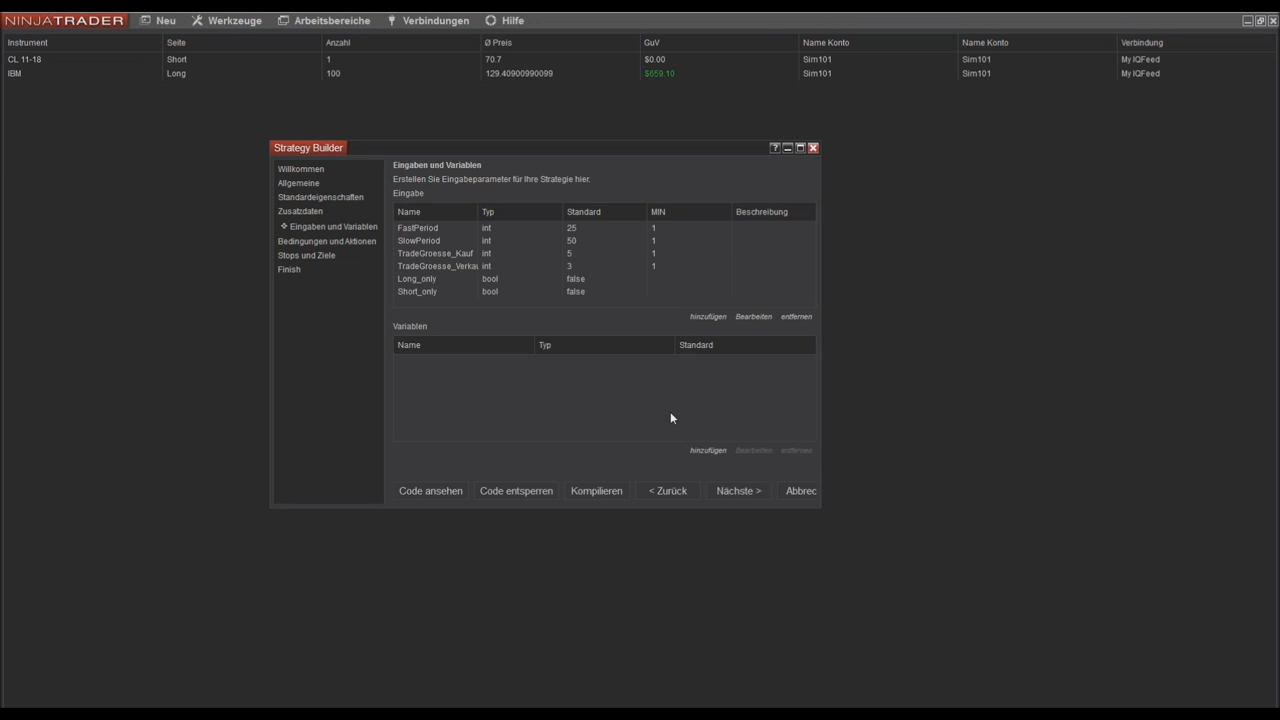 NINJATRADER Neu Werkzeuge Arbeitsbereiche Verbindungen Hilfe
Instrument Seite Anzahl Ø Preis GuV Name Konto Name Konto Verbindung
CL 11-18 Short 1 70.7 $0.00 Sim101 Sim101 My IQFeed
IBM Long 100 129.40900990099 $659.10 Sim101 Sim101 My IQFeed
Strategy Builder ?
Willkommen
Allgemeine
Standardeigenschaften
Zusatzdaten
Eingaben und Variablen
Bedingungen und Aktionen
Stops und Ziele
Finish
Eingaben und Variablen
Erstellen Sie Eingabeparameter für Ihre Strategie hier.
Eingabe
Name Typ Standard MIN Beschreibung
FastPeriod int 25 1
SlowPeriod int 50 1
TradeGroesse_Kauf int 5 1
TradeGroesse_Verkau int 3 1
Long_only bool false
Short_only bool false
hinzufügen Bearbeiten entfernen
Variablen
Name Typ Standard
hinzufügen Bearbeiten entfernen
Code ansehen Code entsperren Kompilieren < Zurück Nächste > Abbrec